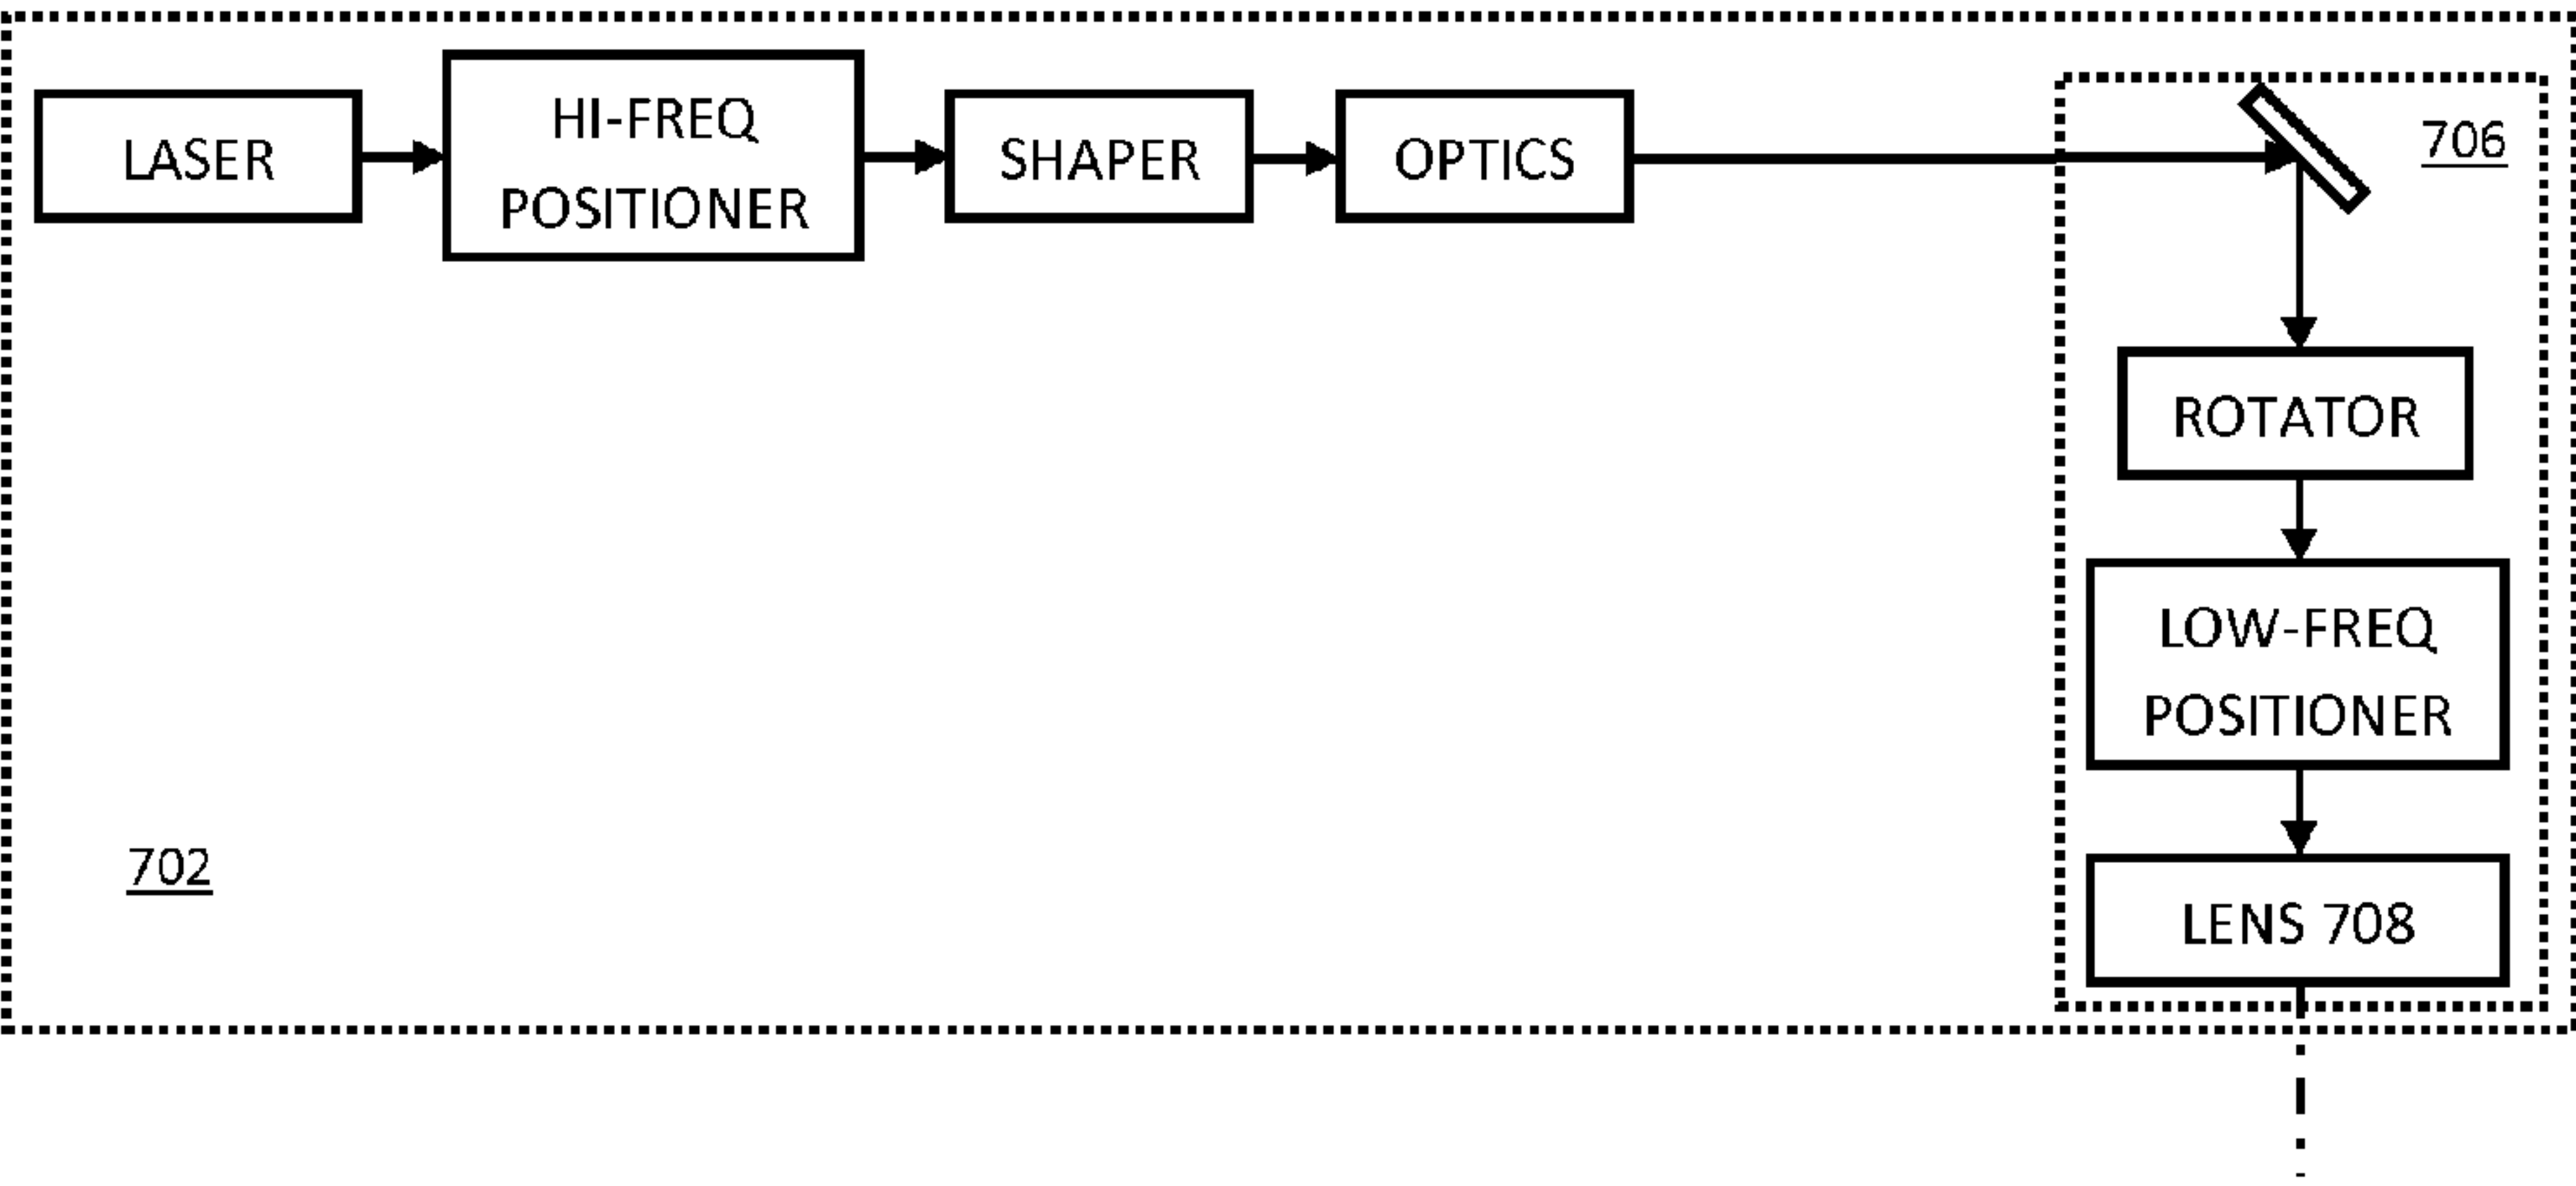 LASER
HI-FREQ
POSITIONER
SHAPER
OPTICS
706
ROTATOR
LOW-FREQ
POSITIONER
702
LENS 708